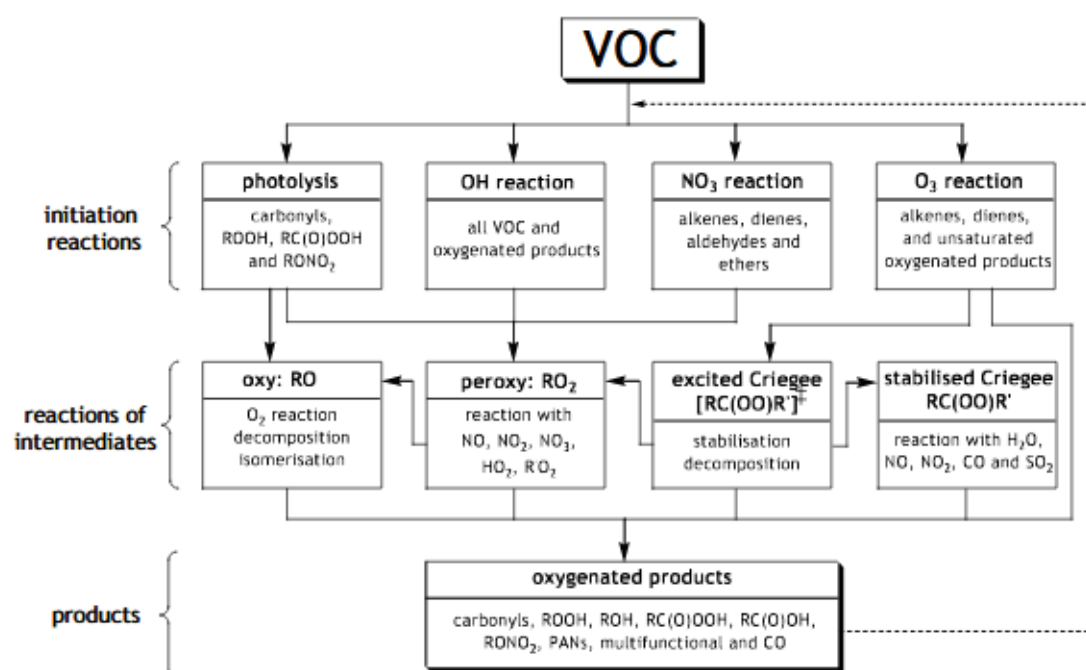 VOC
initiation
reactions
photolysis
carbonyls,
ROOH, RC(O)OOH
and RONO₂
OH reaction
all VOC and
oxygenated products
NO₃ reaction
alkenes, dienes,
aldehydes and
ethers
O₃ reaction
alkenes, dienes,
and unsaturated
oxygenated products
reactions of
intermediates
oxy: RO
O₂ reaction
decomposition
isomerisation
peroxy: RO₂
reaction with
NO, NO₂, NO₃,
HO₂, R'O₂
excited Criegee
[RC(OO)R']‡
stabilisation
decomposition
stabilised Criegee
RC(OO)R'
reaction with H₂O,
NO, NO₂, CO and SO₂
products
oxygenated products
carbonyls, ROOH, ROH, RC(O)OOH, RC(O)OH,
RONO₂, PANs, multifunctional and CO